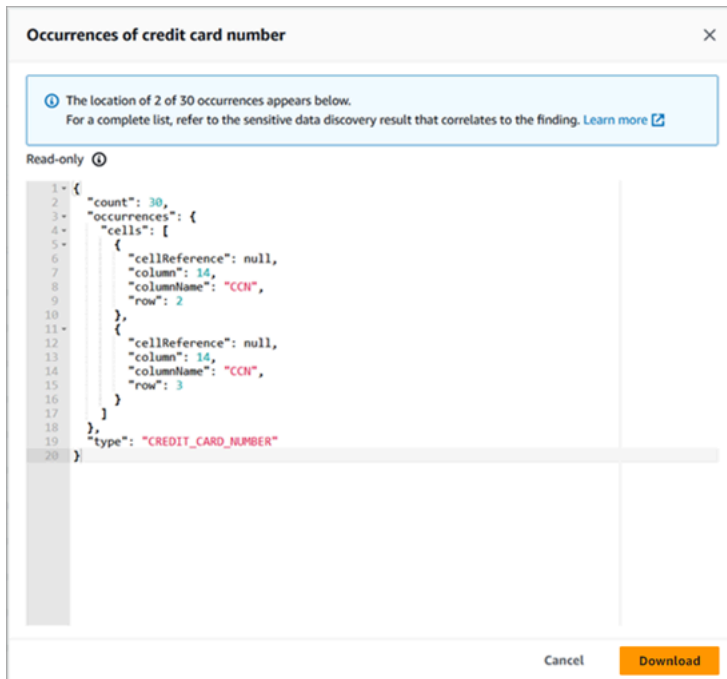 Occurrences of credit card number
The location of 2 of 30 occurrences appears below.
For a complete list, refer to the sensitive data discovery result that correlates to the finding. Learn more
Read-only
1 {
2 "count": 30,
3 "occurrences": {
4 "cells": [
5 {
6 "cellReference": null,
7 "column": 14,
8 "columnName": "CCN",
9 "row": 2
10 },
11 {
12 "cellReference": null,
13 "column": 14,
14 "columnName": "CCN",
15 "row": 3
16 }
17 ]
18 },
19 "type": "CREDIT_CARD_NUMBER"
20 }
Cancel Download